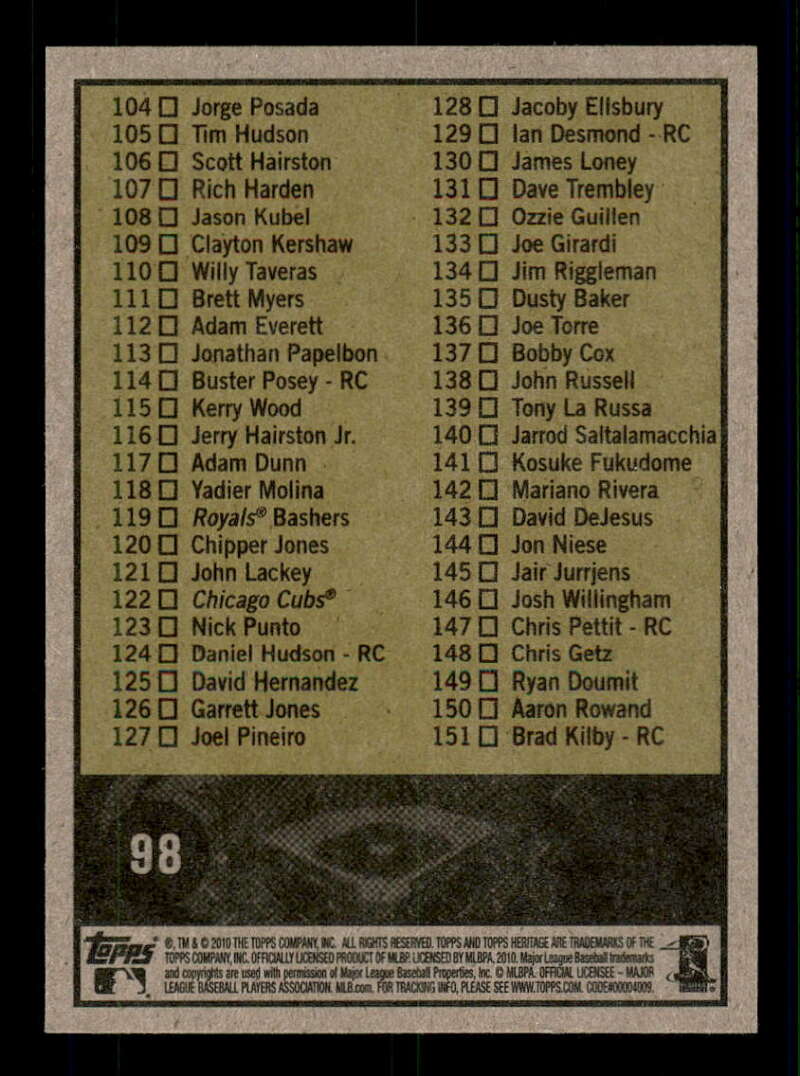 104 ☐ Jorge Posada
105 ☐ Tim Hudson
106 ☐ Scott Hairston
107 ☐ Rich Harden
108 ☐ Jason Kubel
109 ☐ Clayton Kershaw
110 ☐ Willy Taveras
111 ☐ Brett Myers
112 ☐ Adam Everett
113 ☐ Jonathan Papelbon
114 ☐ Buster Posey - RC
115 ☐ Kerry Wood
116 ☐ Jerry Hairston Jr.
117 ☐ Adam Dunn
118 ☐ Yadier Molina
119 ☐ Royals® Bashers
120 ☐ Chipper Jones
121 ☐ John Lackey
122 ☐ Chicago Cubs®
123 ☐ Nick Punto
124 ☐ Daniel Hudson - RC
125 ☐ David Hernandez
126 ☐ Garrett Jones
127 ☐ Joel Pineiro
128 ☐ Jacoby Ellsbury
129 ☐ Ian Desmond - RC
130 ☐ James Loney
131 ☐ Dave Trembley
132 ☐ Ozzie Guillen
133 ☐ Joe Girardi
134 ☐ Jim Riggleman
135 ☐ Dusty Baker
136 ☐ Joe Torre
137 ☐ Bobby Cox
138 ☐ John Russell
139 ☐ Tony La Russa
140 ☐ Jarrod Saltalamacchia
141 ☐ Kosuke Fukudome
142 ☐ Mariano Rivera
143 ☐ David DeJesus
144 ☐ Jon Niese
145 ☐ Jair Jurrjens
146 ☐ Josh Willingham
147 ☐ Chris Pettit - RC
148 ☐ Chris Getz
149 ☐ Ryan Doumit
150 ☐ Aaron Rowand
151 ☐ Brad Kilby - RC
98
Topps
®, TM & © 2010 THE TOPPS COMPANY, INC. ALL RIGHTS RESERVED. TOPPS AND TOPPS HERITAGE ARE TRADEMARKS OF THE
TOPPS COMPANY, INC. OFFICIALLY LICENSED PRODUCT OF MLBP. LICENSED BY MLBPA, 2010. Major League Baseball trademarks
and copyrights are used with permission of Major League Baseball Properties, Inc. © MLBPA. OFFICIAL LICENSEE – MAJOR
LEAGUE BASEBALL PLAYERS ASSOCIATION. MLB.com. FOR TRACKING INFO, PLEASE SEE WWW.TOPPS.COM. CODE#00004009.